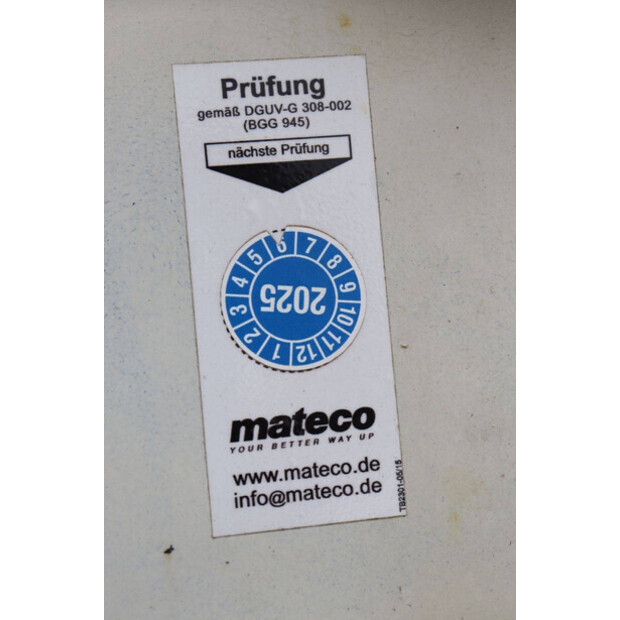 Prüfung
gemäß DGUV-G 308-002
(BGG 945)
nächste Prüfung
1 2 3 4 5 6 7 8 9 10 11 12
2025
mateco
YOUR BETTER WAY UP
www.mateco.de
info@mateco.de
TB2301-05/15